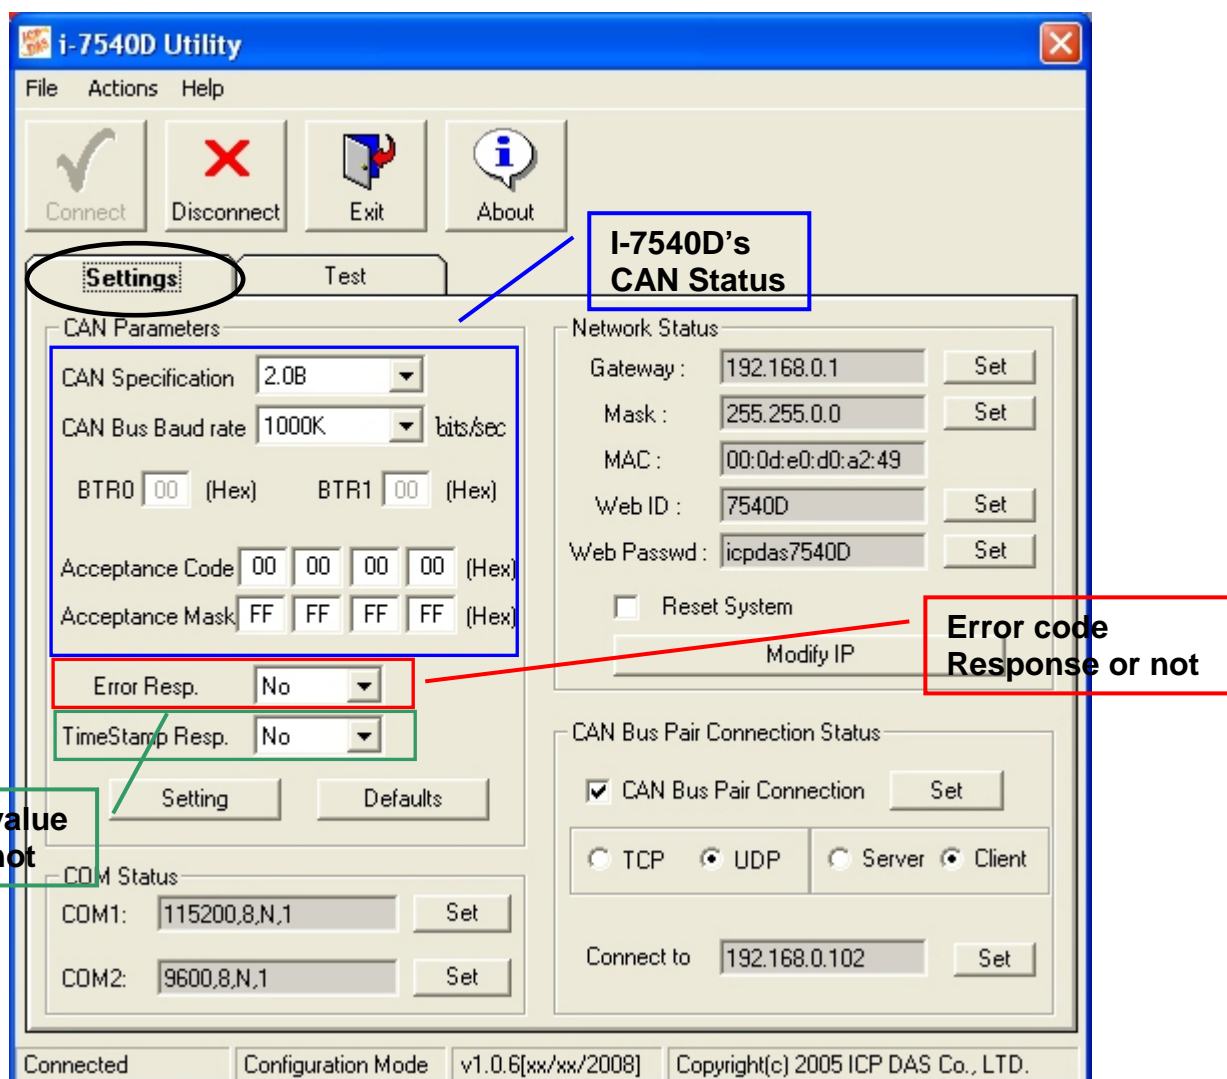 i-7540D Utility
File Actions Help
Connect Disconnect Exit About
I-7540D's
CAN Status
Settings Test
CAN Parameters
CAN Specification 2.0B
CAN Bus Baud rate 1000K bits/sec
BTR0 00 (Hex) BTR1 00 (Hex)
Acceptance Code 00 00 00 00 (Hex)
Acceptance Mask FF FF FF FF (Hex)
Error Resp. No
TimeStamp Resp. No
Setting Defaults
value
not
COM Status
COM1: 115200,8,N,1 Set
COM2: 9600,8,N,1 Set
Network Status
Gateway : 192.168.0.1 Set
Mask : 255.255.0.0 Set
MAC : 00:0d:e0:d0:a2:49
Web ID : 7540D Set
Web Passwd : icpdas7540D Set
Reset System
Modify IP
Error code
Response or not
CAN Bus Pair Connection Status
CAN Bus Pair Connection Set
TCP UDP Server Client
Connect to 192.168.0.102 Set
Connected Configuration Mode v1.0.6[xx/xx/2008] Copyright(c) 2005 ICP DAS Co., LTD.